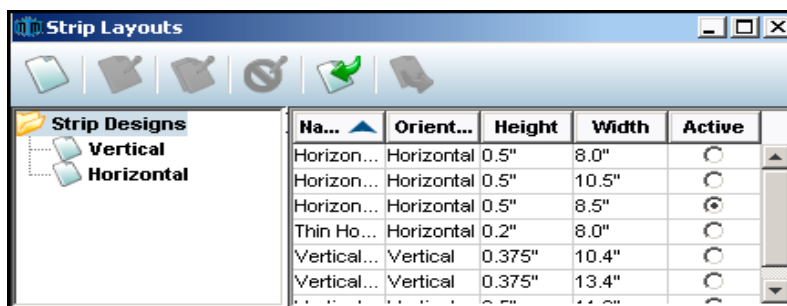 Strip Layouts
Strip Designs
Vertical
Horizontal
Na... Orient... Height Width Active
Horizon... Horizontal 0.5" 8.0"
Horizon... Horizontal 0.5" 10.5"
Horizon... Horizontal 0.5" 8.5"
Thin Ho... Horizontal 0.2" 8.0"
Vertical... Vertical 0.375" 10.4"
Vertical... Vertical 0.375" 13.4"